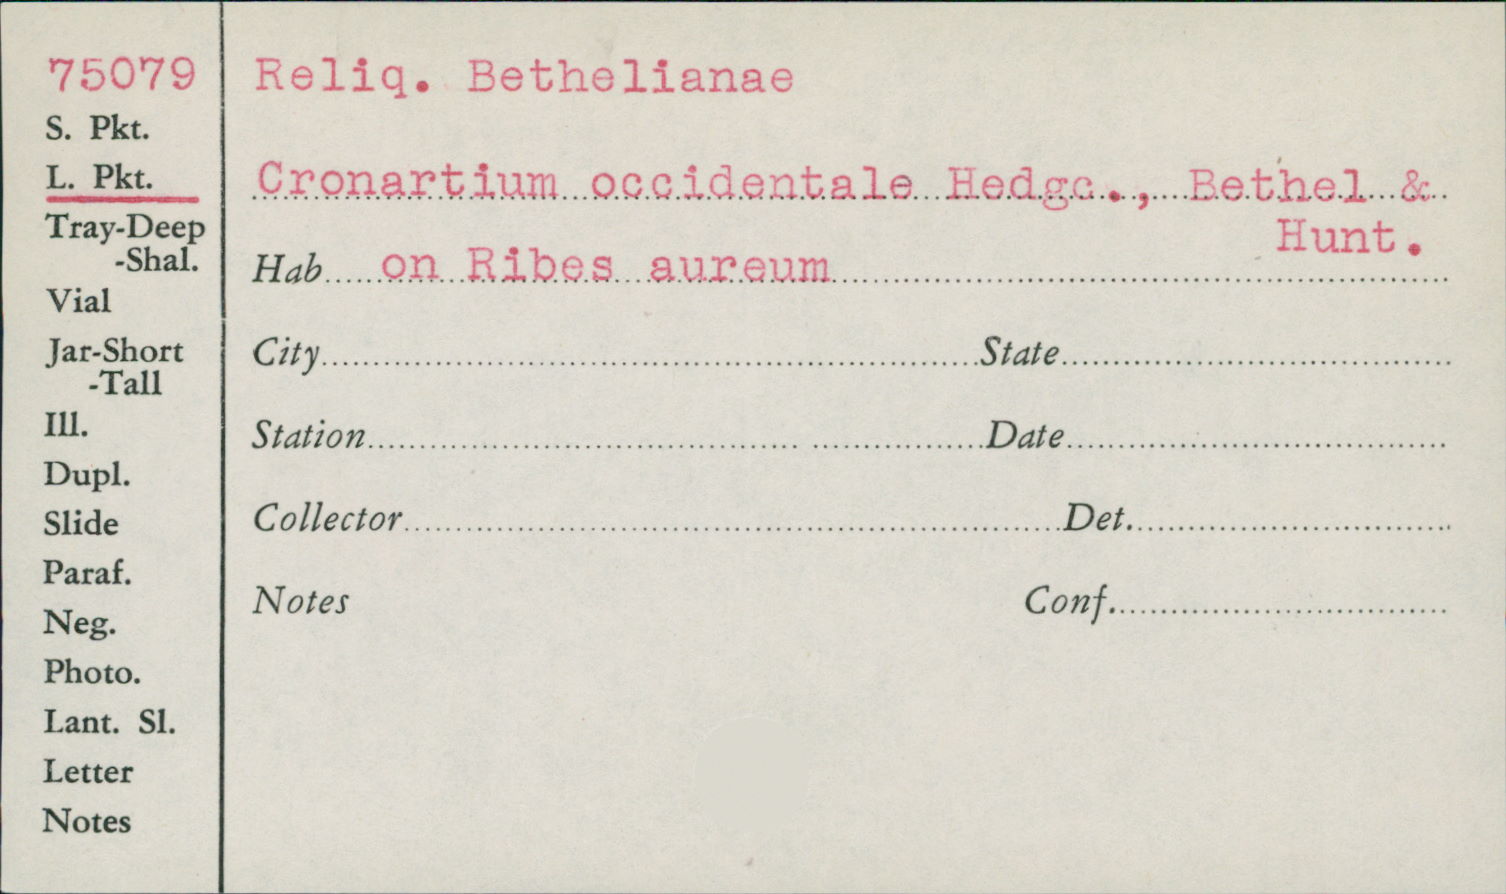 75079
S. Pkt.
L. Pkt.
Tray-Deep
-Shal.
Vial
Jar-Short
-Tall
Ill.
Dupl.
Slide
Paraf.
Neg.
Photo.
Lant. Sl.
Letter
Notes
Reliq. Bethelianae
Cronartium occidentale Hedgc., Bethel &
Hunt.
Hab on Ribes aureum
City State
Station Date
Collector Det.
Notes Conf.